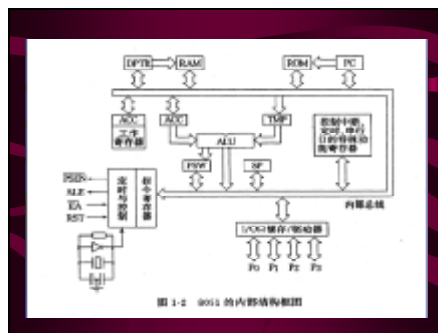 DPTR
RAM
ROM
PC
ACC
工作
寄存器
ACC
TMP
控制中断,
定时,串行
口的特殊功
能寄存器
ALU
PSW
SP
PSEN
ALE
EA
RST
定时与控制
指令寄存器
内部总线
I/O口锁存/驱动器
P0 P1 P2 P3
图 1-2 8051 的内部结构框图